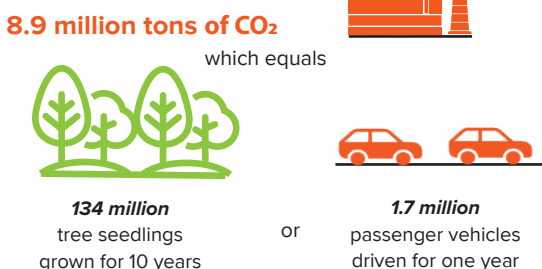 8.9 million tons of CO₂
which equals
134 million
tree seedlings
grown for 10 years
or
1.7 million
passenger vehicles
driven for one year